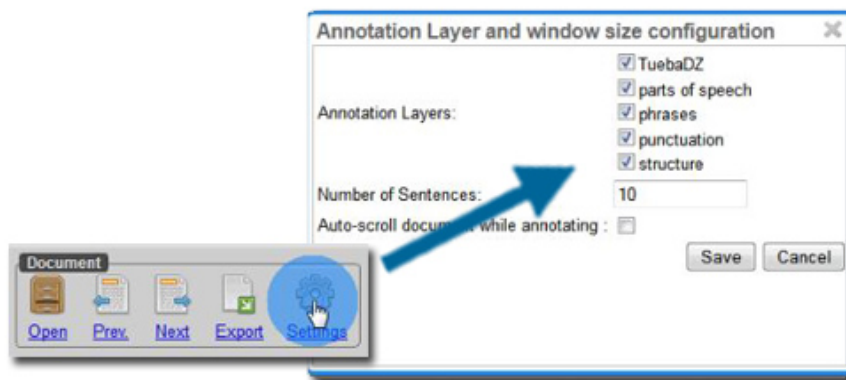 Annotation Layer and window size configuration
TuebaDZ
parts of speech
Annotation Layers:
phrases
punctuation
structure
Number of Sentences:
10
Auto-scroll document while annotating :
Save Cancel
Document
Open Prev. Next Export Settings